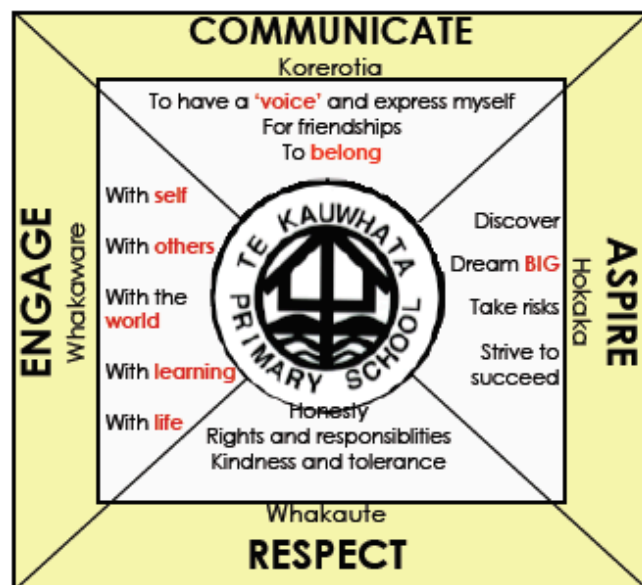 COMMUNICATE
Korerotia
To have a 'voice' and express myself
For friendships
To belong
ENGAGE
Whakaware
With self
With others
With the
world
With learning
With life
TE KAUWHATA
PRIMARY SCHOOL
Discover
Dream BIG
Take risks
Strive to
succeed
Hokaka
ASPIRE
Honesty
Rights and responsiblities
Kindness and tolerance
Whakaute
RESPECT